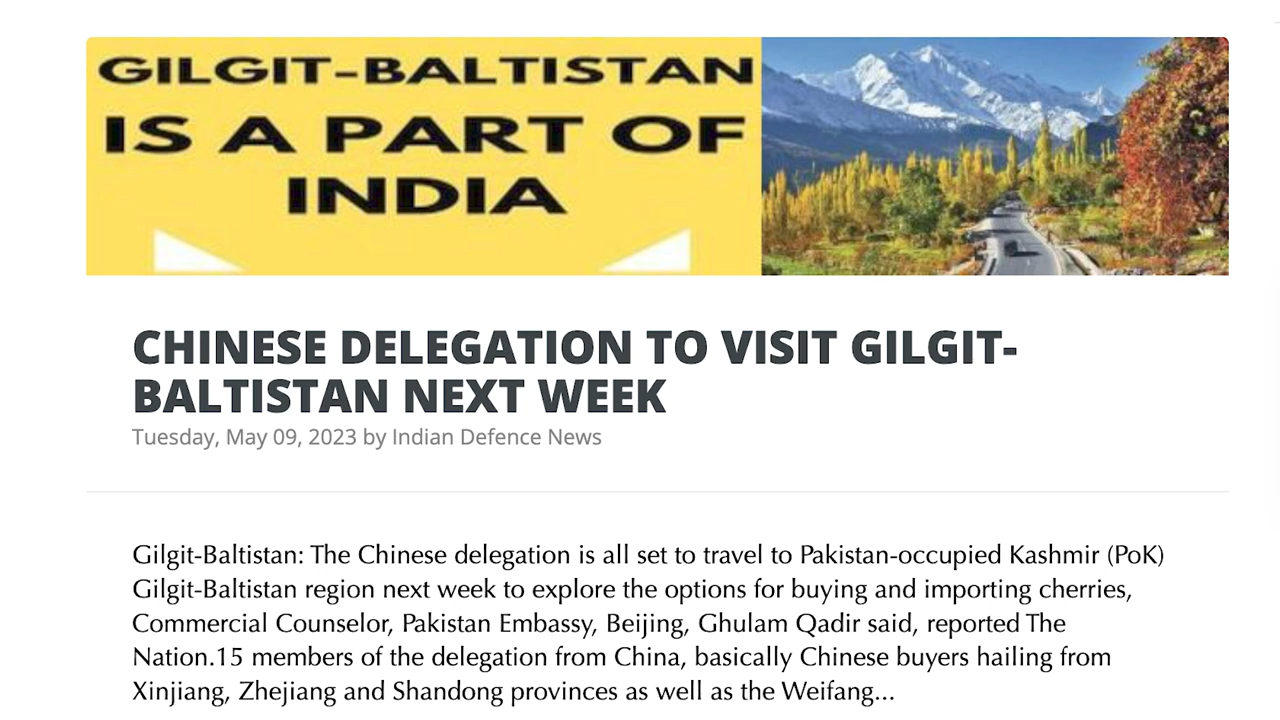 GILGIT-BALTISTAN
IS A PART OF
INDIA
CHINESE DELEGATION TO VISIT GILGIT-
BALTISTAN NEXT WEEK
Tuesday, May 09, 2023 by Indian Defence News
Gilgit-Baltistan: The Chinese delegation is all set to travel to Pakistan-occupied Kashmir (PoK)
Gilgit-Baltistan region next week to explore the options for buying and importing cherries,
Commercial Counselor, Pakistan Embassy, Beijing, Ghulam Qadir said, reported The
Nation.15 members of the delegation from China, basically Chinese buyers hailing from
Xinjiang, Zhejiang and Shandong provinces as well as the Weifang...